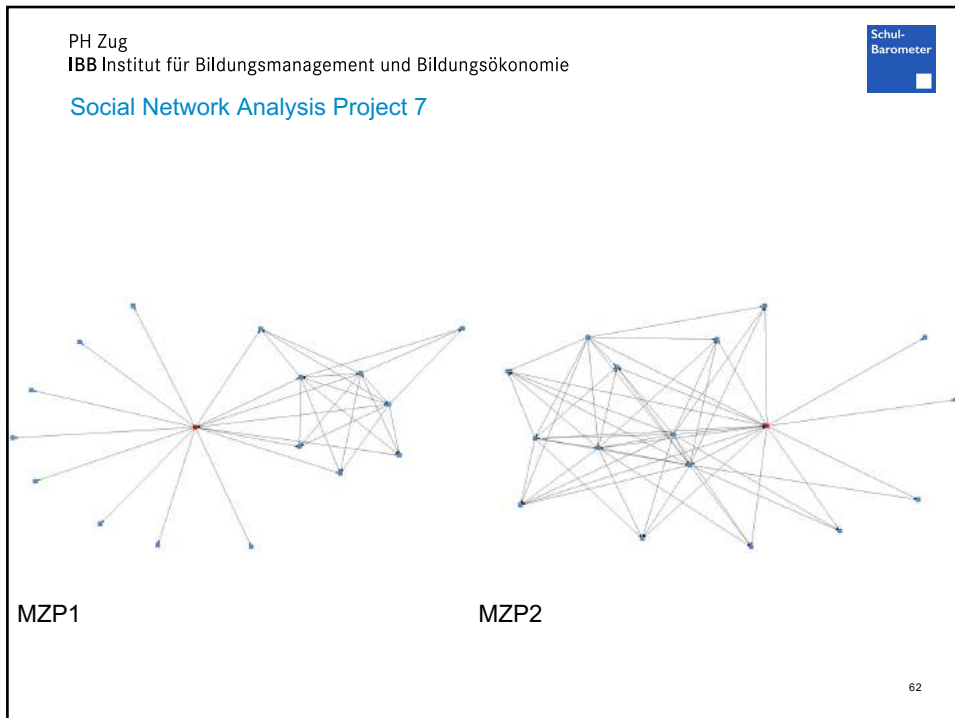 PH Zug
IBB Institut für Bildungsmanagement und Bildungsökonomie
Schul-
Barometer
Social Network Analysis Project 7
MZP1
MZP2
62